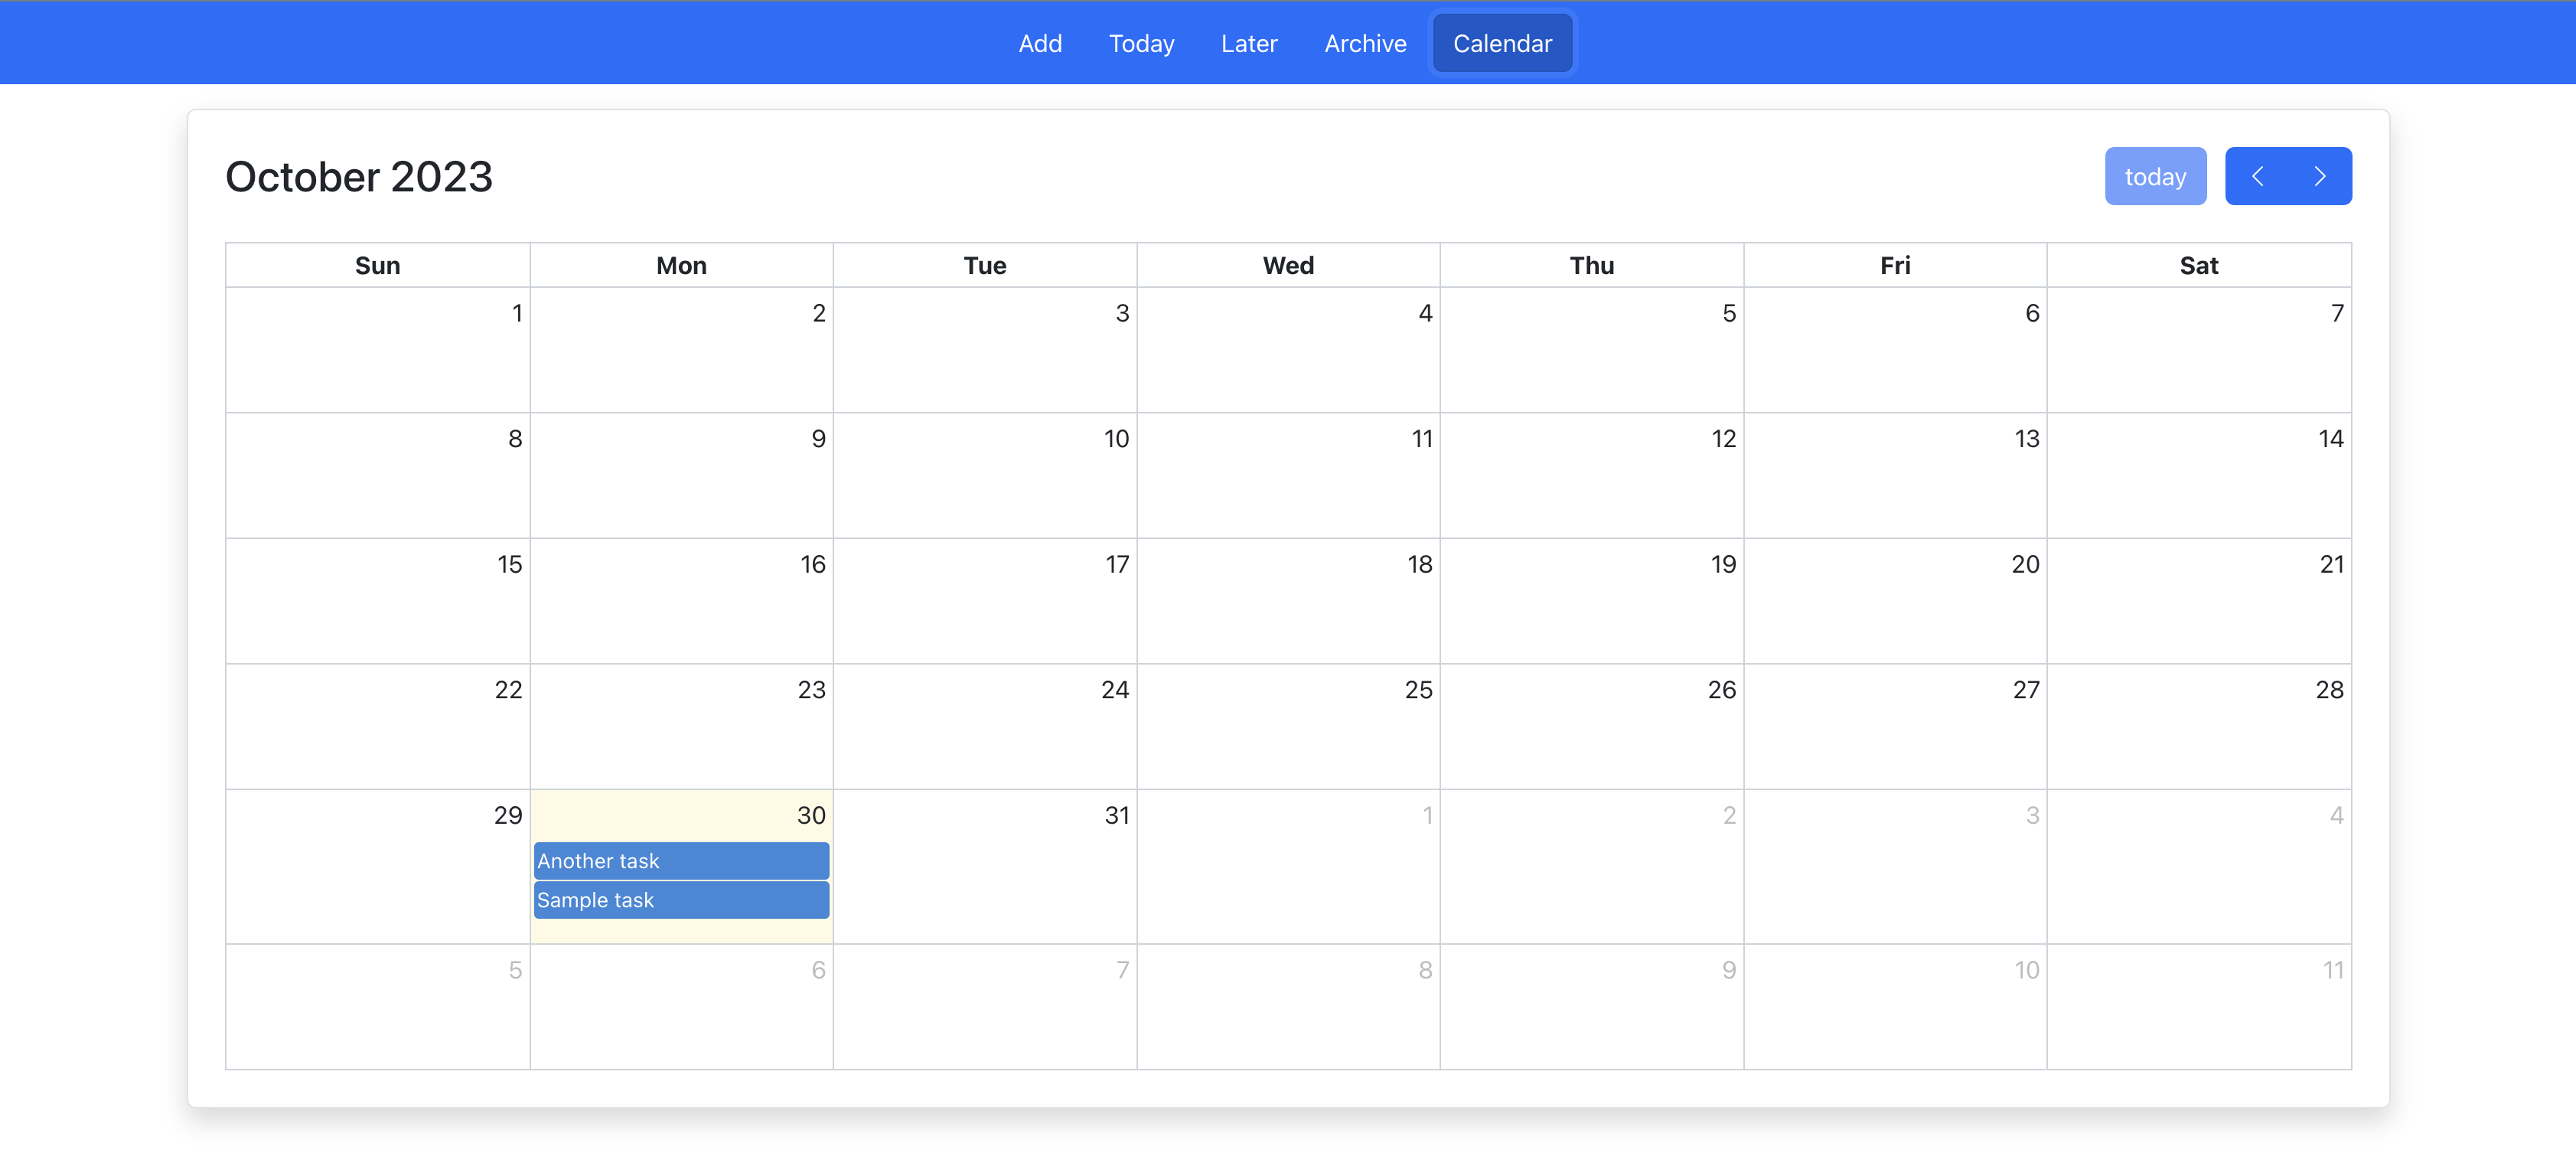 Add Today Later Archive Calendar
October 2023 today
Sun Mon Tue Wed Thu Fri Sat
1 2 3 4 5 6 7
8 9 10 11 12 13 14
15 16 17 18 19 20 21
22 23 24 25 26 27 28
29 30 31 1 2 3 4
Another task
Sample task
5 6 7 8 9 10 11